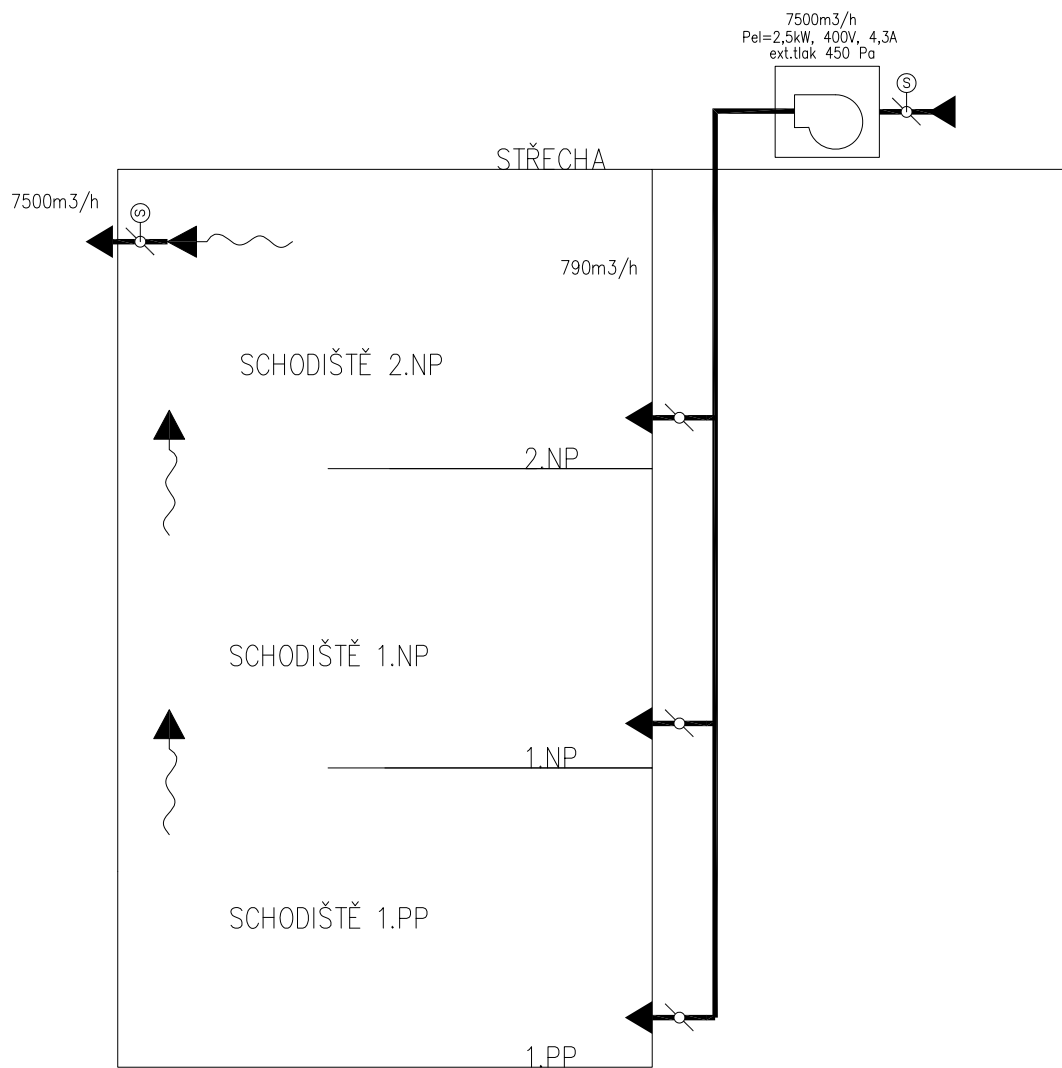 7500m3/h
Pel=2,5kW, 400V, 4,3A
ext.tlak 450 Pa
S
STŘECHA
7500m3/h
S
790m3/h
SCHODIŠTĚ 2.NP
2.NP
SCHODIŠTĚ 1.NP
1.NP
SCHODIŠTĚ 1.PP
1.PP